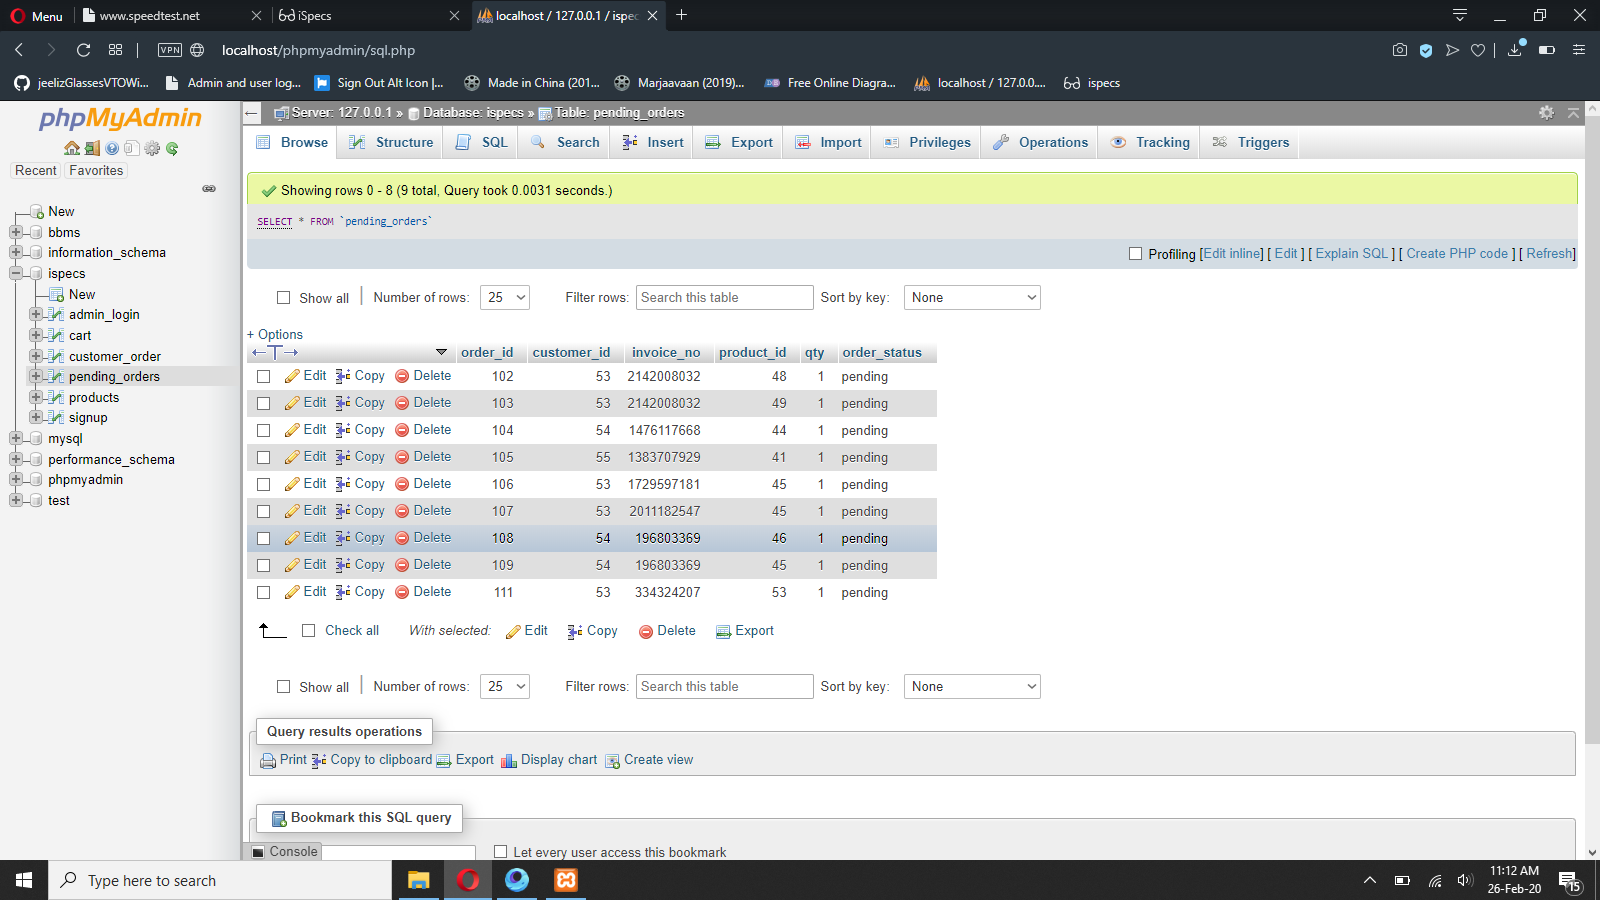 Menu
www.speedtest.net
iSpecs
localhost / 127.0.0.1 / ispec
VPN
localhost/phpmyadmin/sql.php
jeelizGlassesVTOWi...
Admin and user log...
Sign Out Alt Icon |...
Made in China (201...
Marjaavaan (2019)...
Free Online Diagra...
localhost / 127.0.0....
ispecs
phpMyAdmin
Recent
Favorites
New
bbms
information_schema
ispecs
New
admin_login
cart
customer_order
pending_orders
products
signup
mysql
performance_schema
phpmyadmin
test
Server: 127.0.0.1 » Database: ispecs » Table: pending_orders
Browse Structure SQL Search Insert Export Import Privileges Operations Tracking Triggers
Showing rows 0 - 8 (9 total, Query took 0.0031 seconds.)
SELECT * FROM `pending_orders`
Profiling [Edit inline] [ Edit ] [ Explain SQL ] [ Create PHP code ] [ Refresh]
Show all | Number of rows: 25 Filter rows: Search this table Sort by key: None
+ Options
←T→ order_id customer_id invoice_no product_id qty order_status
Edit Copy Delete 102 53 2142008032 48 1 pending
Edit Copy Delete 103 53 2142008032 49 1 pending
Edit Copy Delete 104 54 1476117668 44 1 pending
Edit Copy Delete 105 55 1383707929 41 1 pending
Edit Copy Delete 106 53 1729597181 45 1 pending
Edit Copy Delete 107 53 2011182547 45 1 pending
Edit Copy Delete 108 54 196803369 46 1 pending
Edit Copy Delete 109 54 196803369 45 1 pending
Edit Copy Delete 111 53 334324207 53 1 pending
Check all With selected: Edit Copy Delete Export
Show all | Number of rows: 25 Filter rows: Search this table Sort by key: None
Query results operations
Print Copy to clipboard Export Display chart Create view
Bookmark this SQL query
Console
Let every user access this bookmark
Type here to search
11:12 AM
26-Feb-20
15